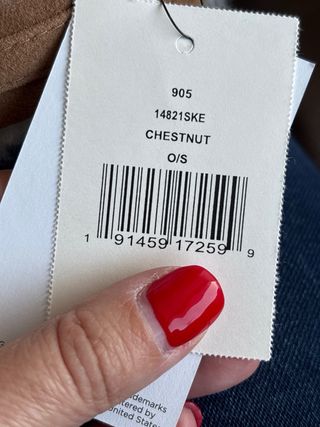 905
14821SKE
CHESTNUT
O/S
1 91459 17259 9
demarks
tered by
nited State